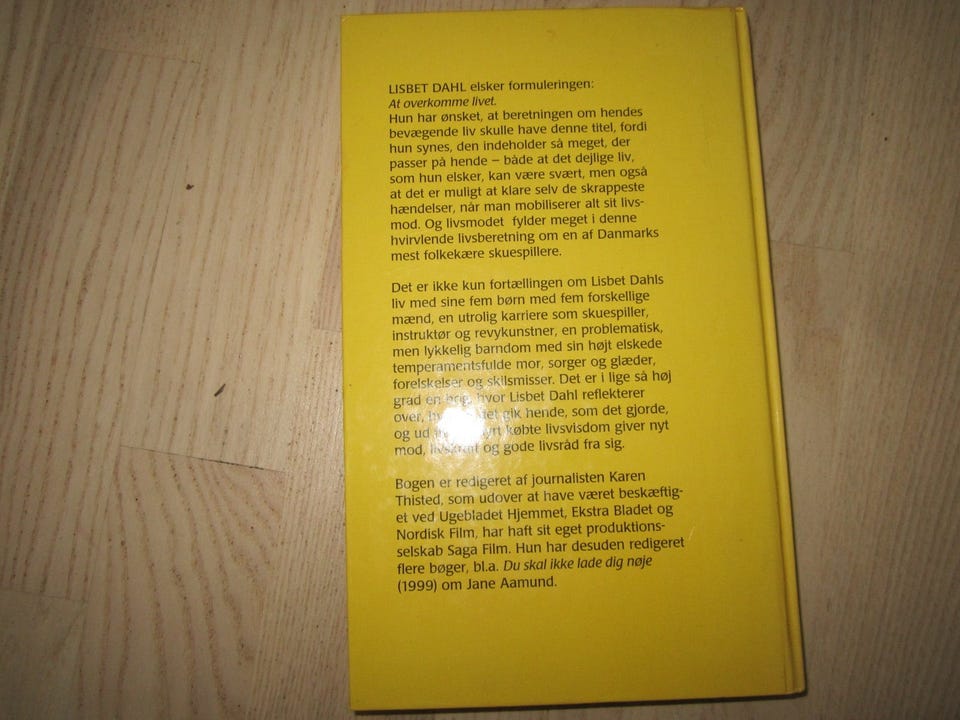 LISBET DAHL elsker formuleringen:
At overkomme livet.
Hun har ønsket, at beretningen om hendes
bevægende liv skulle have denne titel, fordi
hun synes, den indeholder så meget, der
passer på hende – både at det dejlige liv,
som hun elsker, kan være svært, men også
at det er muligt at klare selv de skrappeste
hændelser, når man mobiliserer alt sit livs-
mod. Og livsmodet fylder meget i denne
hvirvlende livsberetning om en af Danmarks
mest folkekære skuespillere.
Det er ikke kun fortællingen om Lisbet Dahls
liv med sine fem børn med fem forskellige
mænd, en utrolig karriere som skuespiller,
instruktør og revykunstner, en problematisk,
men lykkelig barndom med sin højt elskede
temperamentsfulde mor, sorger og glæder,
forelskelser og skilsmisser. Det er i lige så høj
grad en bog, hvor Lisbet Dahl reflekterer
over, det gik hende, som det gjorde,
og ud købte livsvisdom giver nyt
mod, livskraft og gode livsråd fra sig.
Bogen er redigeret af journalisten Karen
Thisted, som udover at have været beskæftig-
et ved Ugebladet Hjemmet, Ekstra Bladet og
Nordisk Film, har haft sit eget produktions-
selskab Saga Film. Hun har desuden redigeret
flere bøger, bl.a. Du skal ikke lade dig nøje
(1999) om Jane Aamund.